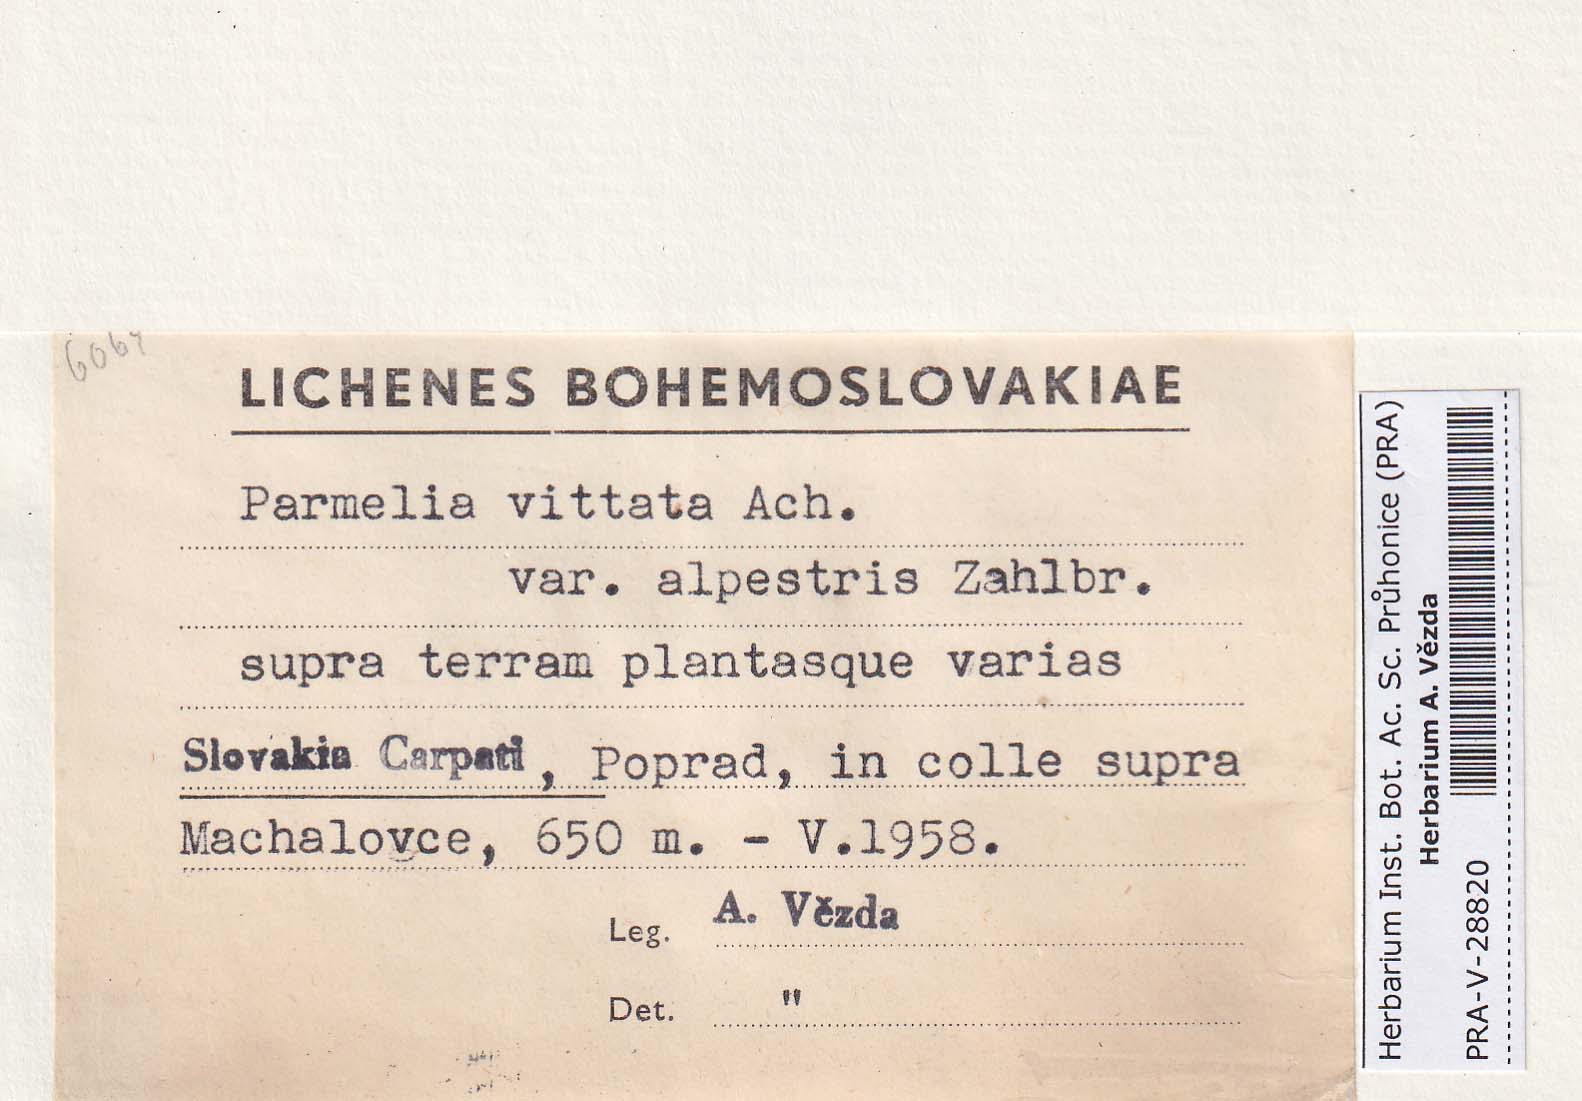 6064
LICHENES BOHEMOSLOVAKIAE
Parmelia vittata Ach.
var. alpestris Zahlbr.
supra terram plantasque varias
Slovakia Carpati, Poprad, in colle supra
Machalovce, 650 m. - V.1958.
Leg. A. Vězda
Det. "
Herbarium Inst. Bot. Ac. Sc. Průhonice (PRA)
Herbarium A. Vězda
PRA-V-28820